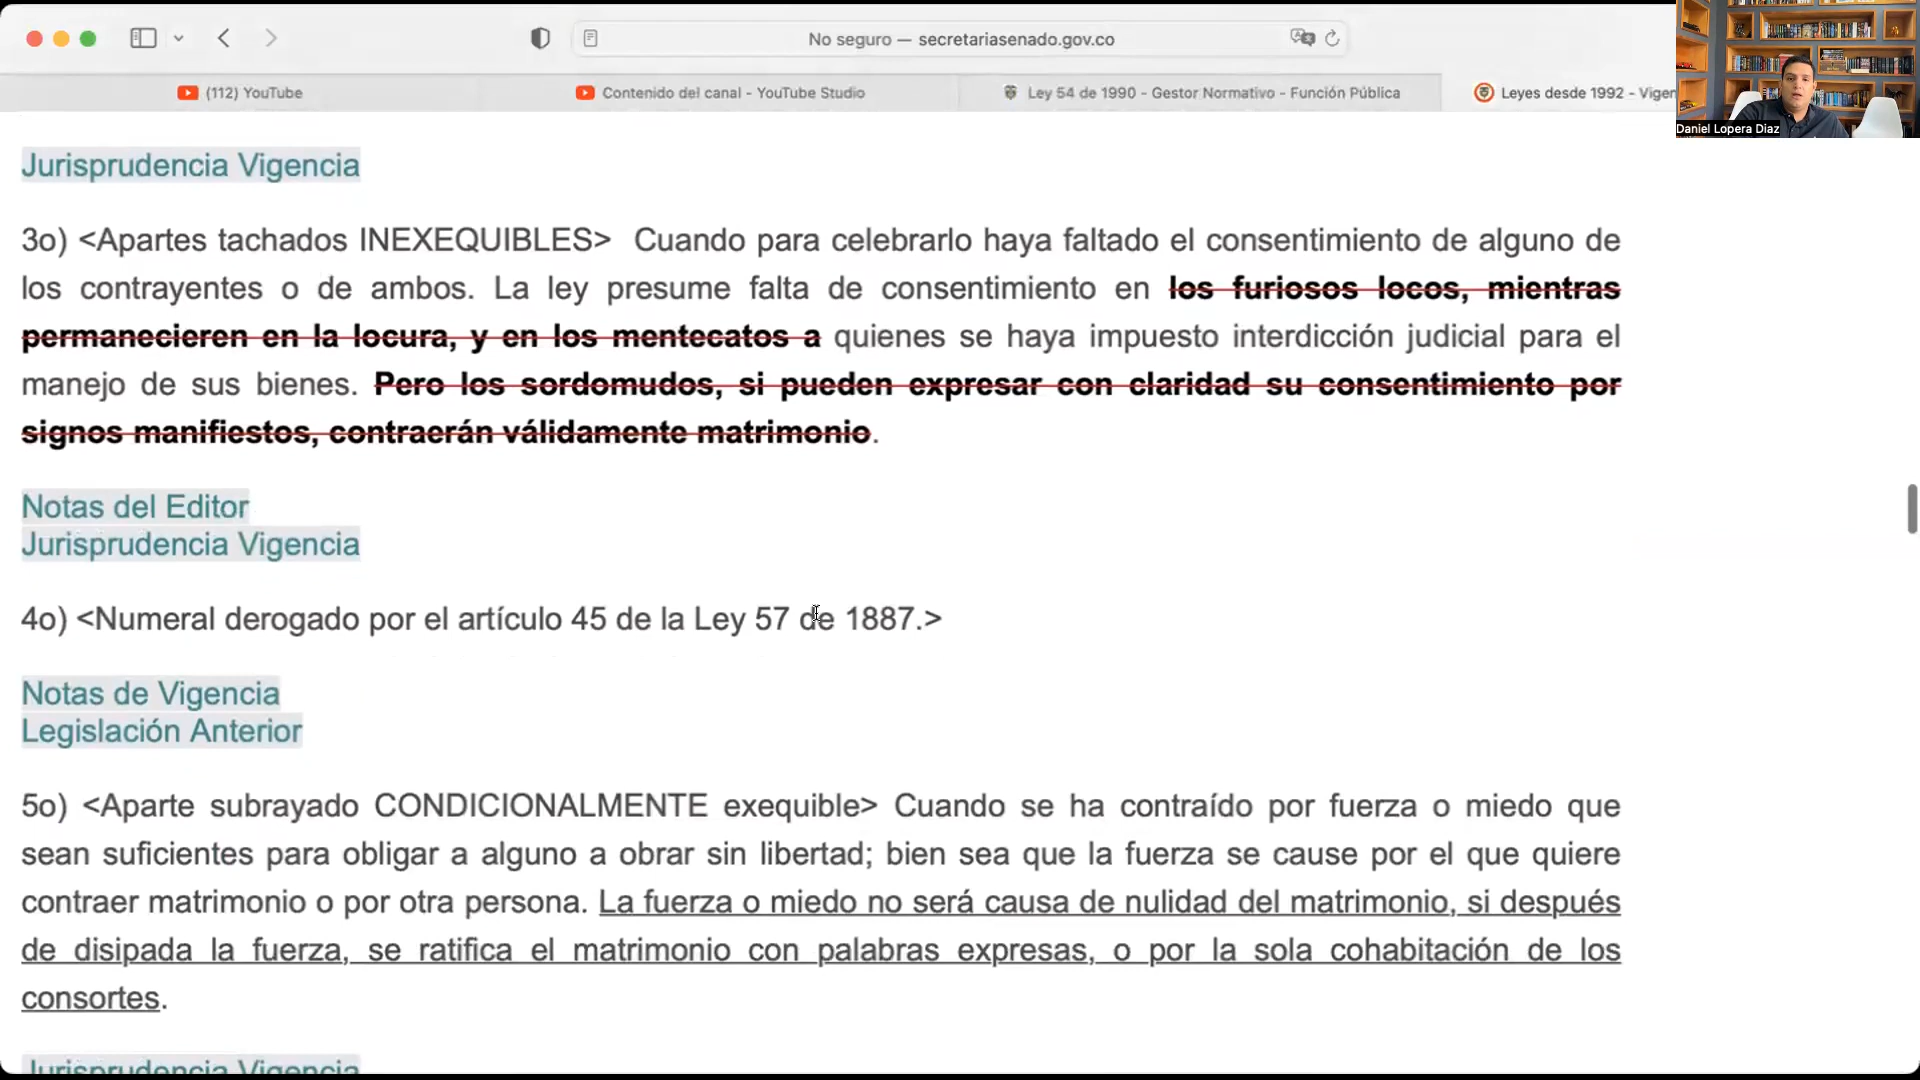 No seguro — secretariasenado.gov.co
(112) YouTube
Contenido del canal - YouTube Studio
Ley 54 de 1990 - Gestor Normativo - Función Pública
Leyes desde 1992 - Vigen
Daniel Lopera Diaz
Jurisprudencia Vigencia
3o) <Apartes tachados INEXEQUIBLES> Cuando para celebrarlo haya faltado el consentimiento de alguno de
los contrayentes o de ambos. La ley presume falta de consentimiento en los furiosos locos, mientras
permanecieren en la locura, y en los mentecatos a quienes se haya impuesto interdicción judicial para el
manejo de sus bienes. Pero los sordomudos, si pueden expresar con claridad su consentimiento por
signos manifiestos, contraerán válidamente matrimonio.
Notas del Editor
Jurisprudencia Vigencia
4o) <Numeral derogado por el artículo 45 de la Ley 57 de 1887.>
Notas de Vigencia
Legislación Anterior
5o) <Aparte subrayado CONDICIONALMENTE exequible> Cuando se ha contraído por fuerza o miedo que
sean suficientes para obligar a alguno a obrar sin libertad; bien sea que la fuerza se cause por el que quiere
contraer matrimonio o por otra persona. La fuerza o miedo no será causa de nulidad del matrimonio, si después
de disipada la fuerza, se ratifica el matrimonio con palabras expresas, o por la sola cohabitación de los
consortes.
Jurisprudencia Vigencia